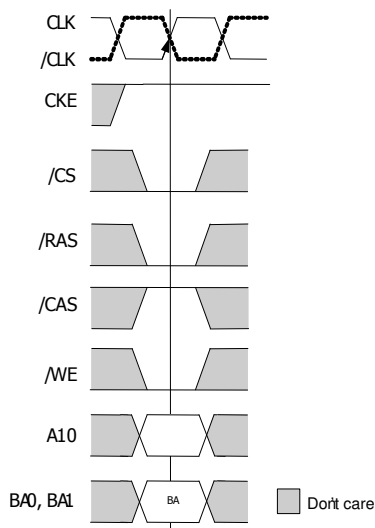 CLK
/CLK
CKE
/CS
/RAS
/CAS
/WE
A10
BA0, BA1
BA
Don't care